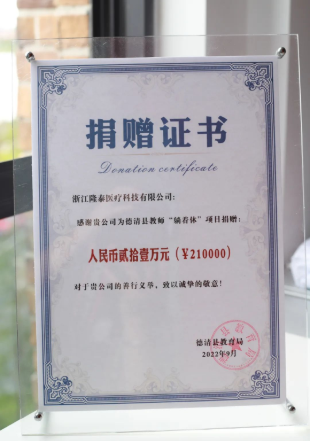 捐赠证书
Donation certificate
浙江隆泰医疗科技有限公司：
感谢贵公司为德清县教师“躺着休”项目捐赠：
人民币贰拾壹万元（¥210000）
对于贵公司的善行义举，致以诚挚的敬意！
德清县教育局
2022年9月